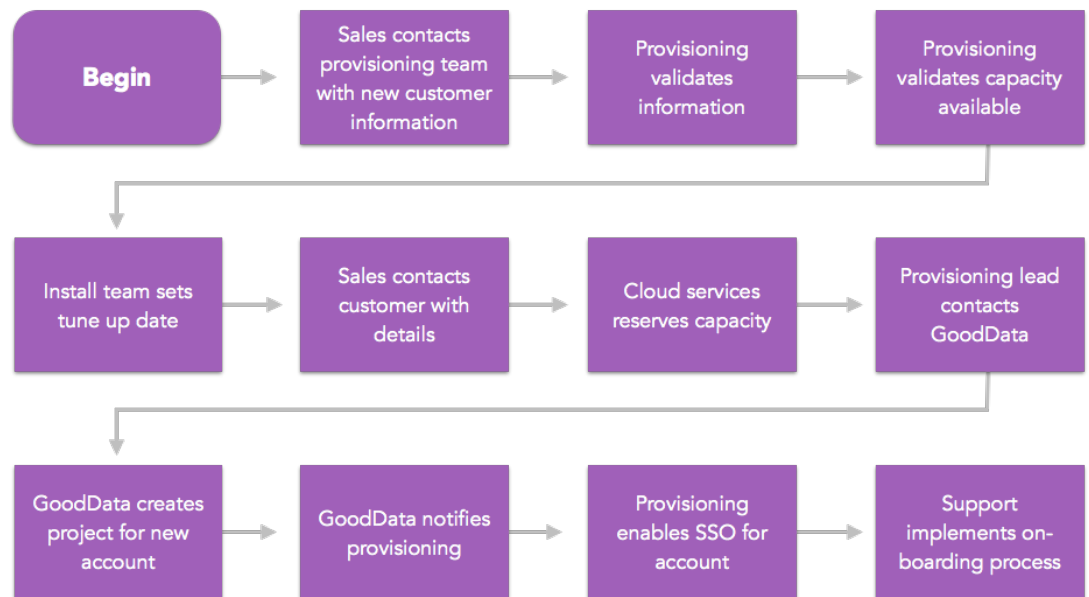 Begin
Sales contacts
provisioning team
with new customer
information
Provisioning
validates
information
Provisioning
validates capacity
available
Install team sets
tune up date
Sales contacts
customer with
details
Cloud services
reserves capacity
Provisioning lead
contacts
GoodData
GoodData creates
project for new
account
GoodData notifies
provisioning
Provisioning
enables SSO for
account
Support
implements on-
boarding process